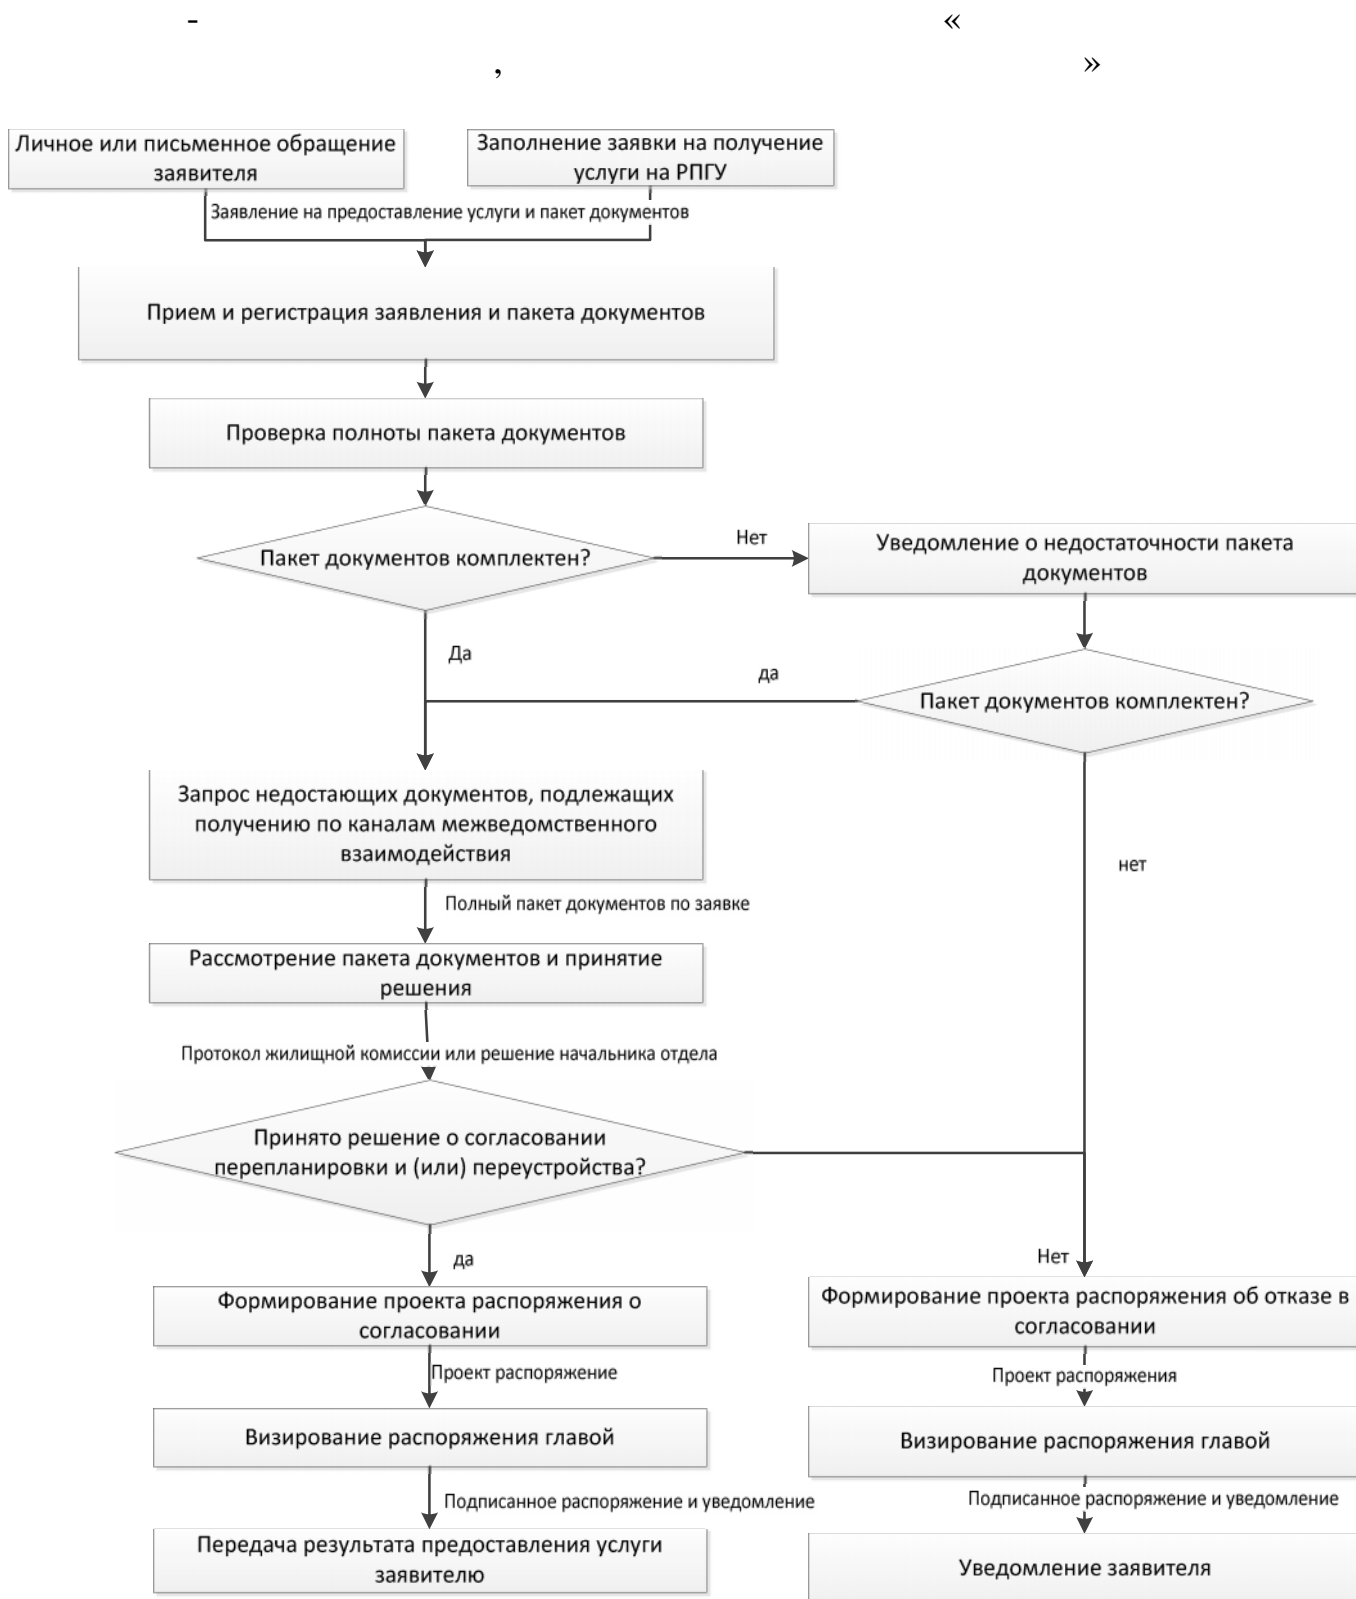 - «
, »
Личное или письменное обращение
заявителя
Заполнение заявки на получение
услуги на РПГУ
Заявление на предоставление услуги и пакет документов
Прием и регистрация заявления и пакета документов
Проверка полноты пакета документов
Пакет документов комплектен?
Нет
Уведомление о недостаточности пакета
документов
Да
да
Пакет документов комплектен?
Запрос недостающих документов, подлежащих
получению по каналам межведомственного
взаимодействия
нет
Полный пакет документов по заявке
Рассмотрение пакета документов и принятие
решения
Протокол жилищной комиссии или решение начальника отдела
Принято решение о согласовании
перепланировки и (или) переустройства?
да
Нет
Формирование проекта распоряжения о
согласовании
Формирование проекта распоряжения об отказе в
согласовании
Проект распоряжение
Проект распоряжения
Визирование распоряжения главой
Визирование распоряжения главой
Подписанное распоряжение и уведомление
Подписанное распоряжение и уведомление
Передача результата предоставления услуги
заявителю
Уведомление заявителя